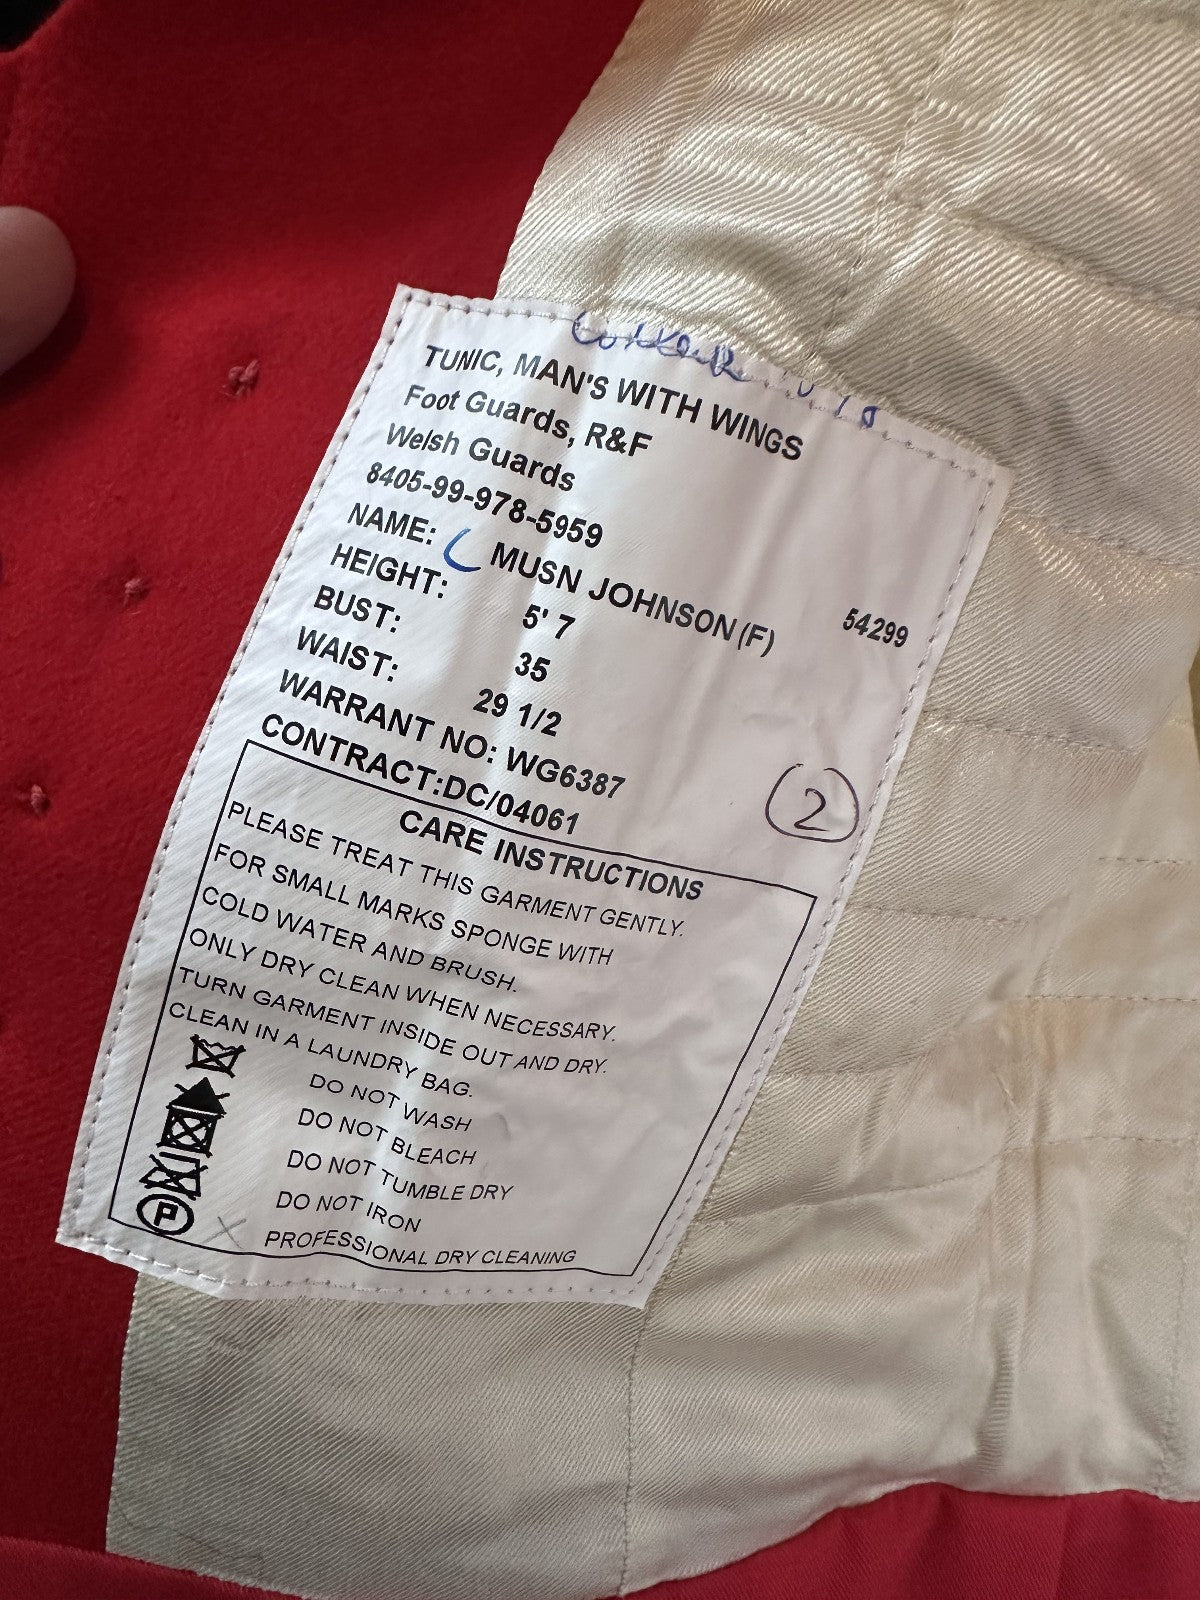 TUNIC, MAN'S WITH WINGS
Foot Guards, R&F
Welsh Guards
8405-99-978-5959
NAME: MUSN JOHNSON (F) 54299
HEIGHT: 5' 7
BUST: 35
WAIST: 29 1/2
WARRANT NO: WG6387
CONTRACT:DC/04061
2
CARE INSTRUCTIONS
PLEASE TREAT THIS GARMENT GENTLY.
FOR SMALL MARKS SPONGE WITH
COLD WATER AND BRUSH.
ONLY DRY CLEAN WHEN NECESSARY.
TURN GARMENT INSIDE OUT AND DRY.
CLEAN IN A LAUNDRY BAG.
DO NOT WASH
DO NOT BLEACH
DO NOT TUMBLE DRY
DO NOT IRON
P PROFESSIONAL DRY CLEANING